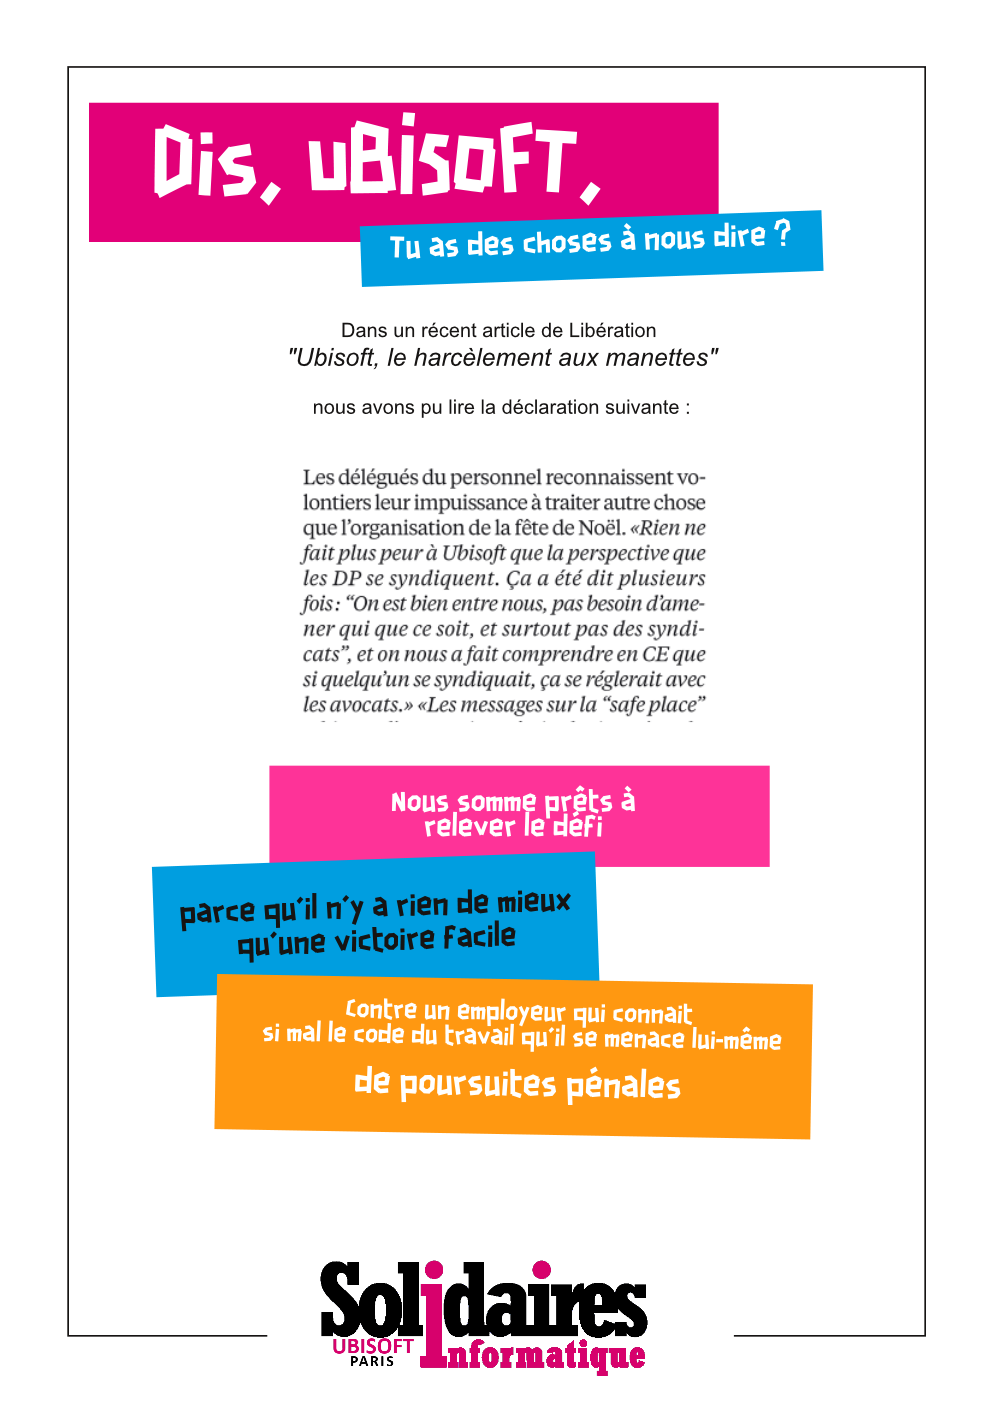 Dis, uBisoFT,
Tu as des choses à nous dire ?
Dans un récent article de Libération
"Ubisoft, le harcèlement aux manettes"
nous avons pu lire la déclaration suivante :
Les délégués du personnel reconnaissent vo-
lontiers leur impuissance à traiter autre chose
que l'organisation de la fête de Noël. «Rien ne
fait plus peur à Ubisoft que la perspective que
les DP se syndiquent. Ça a été dit plusieurs
fois : “On est bien entre nous, pas besoin d'ame-
ner qui que ce soit, et surtout pas des syndi-
cats”, et on nous a fait comprendre en CE que
si quelqu'un se syndiquait, ça se réglerait avec
les avocats.» «Les messages sur la “safe place”
Nous somme prêts à
relever le défi
parce qu'il n'y a rien de mieux
qu'une victoire facile
Contre un employeur qui connait
si mal le code du travail qu'il se menace lui-même
de poursuites pénales
Solidaires
UBISOFT
PARIS
Informatique